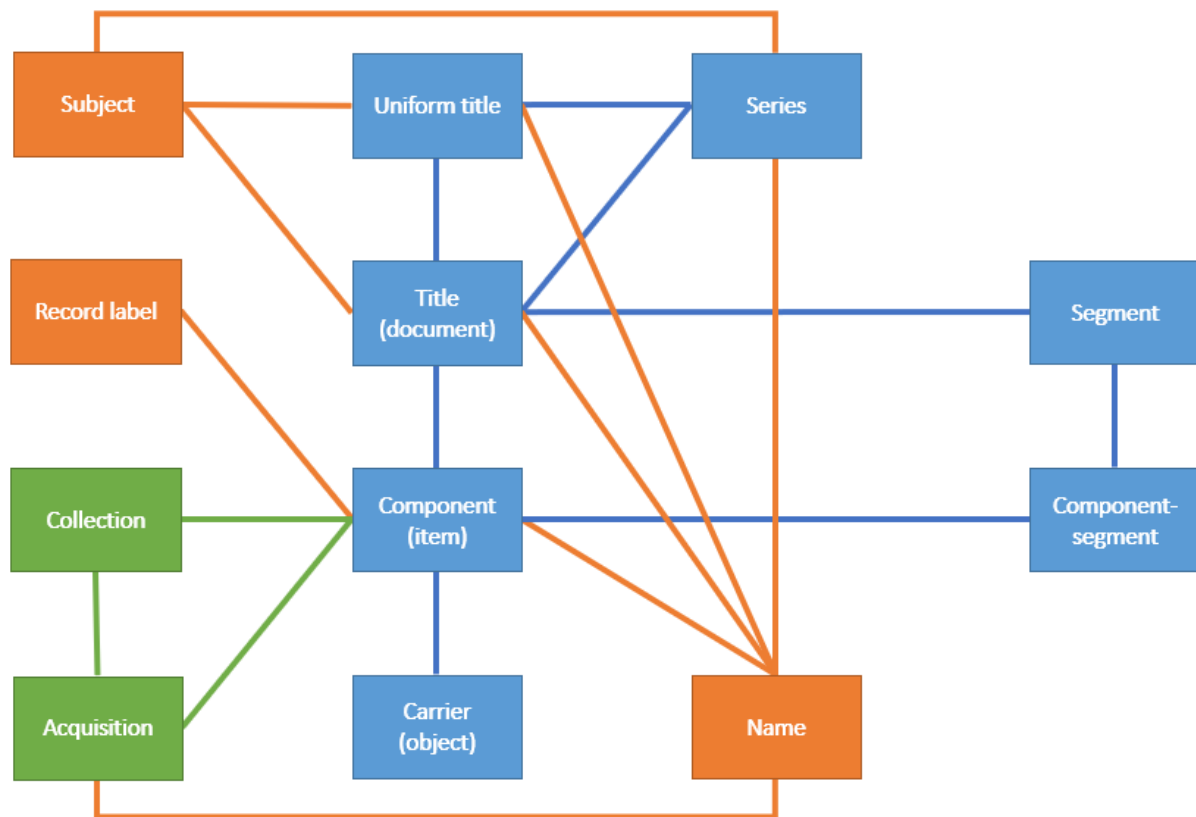 Subject
Uniform title
Series
Record label
Title
(document)
Segment
Collection
Component
(item)
Component-
segment
Acquisition
Carrier
(object)
Name